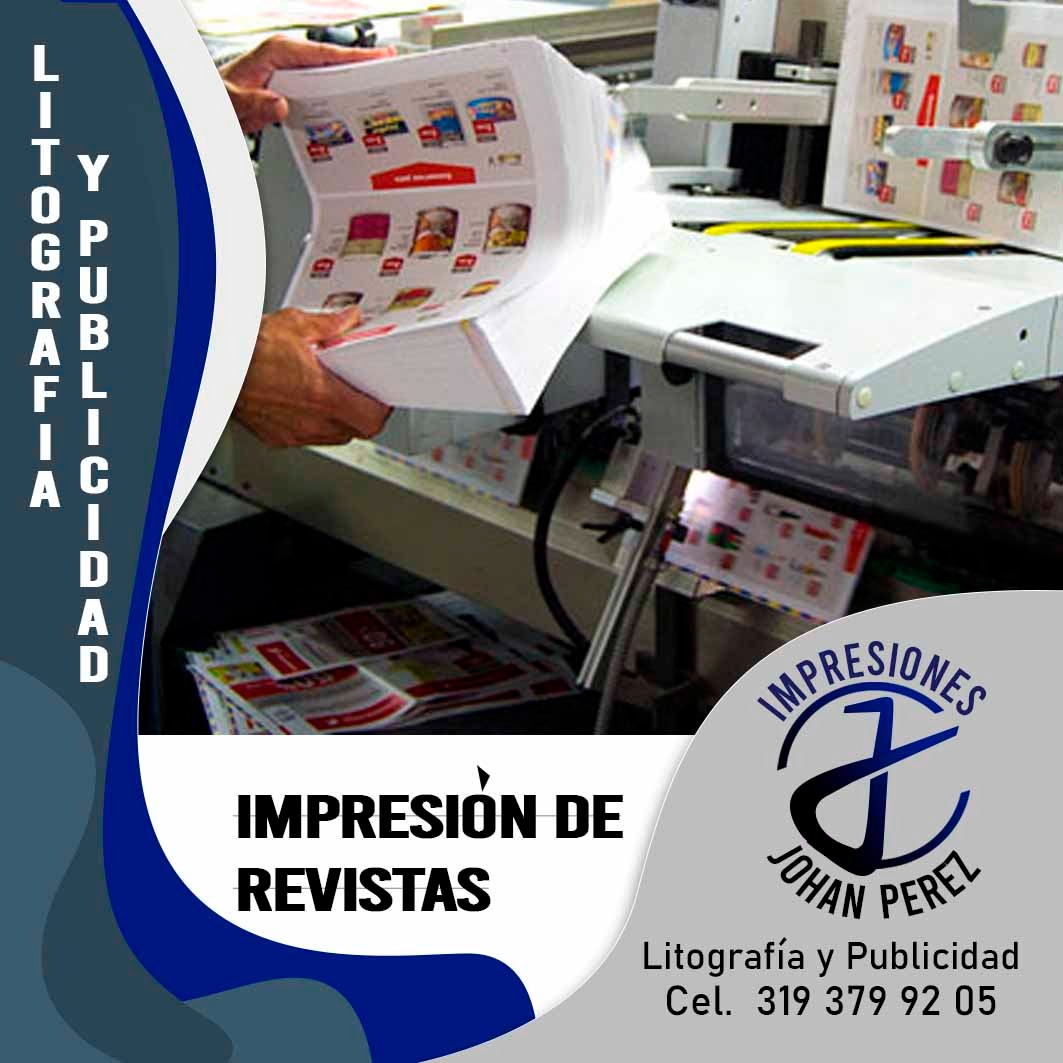 LITOGRAFIA
Y PUBLICIDAD
IMPRESIÓN DE
REVISTAS
IMPRESIONES
JOHAN PEREZ
Litografía y Publicidad
Cel. 319 379 92 05